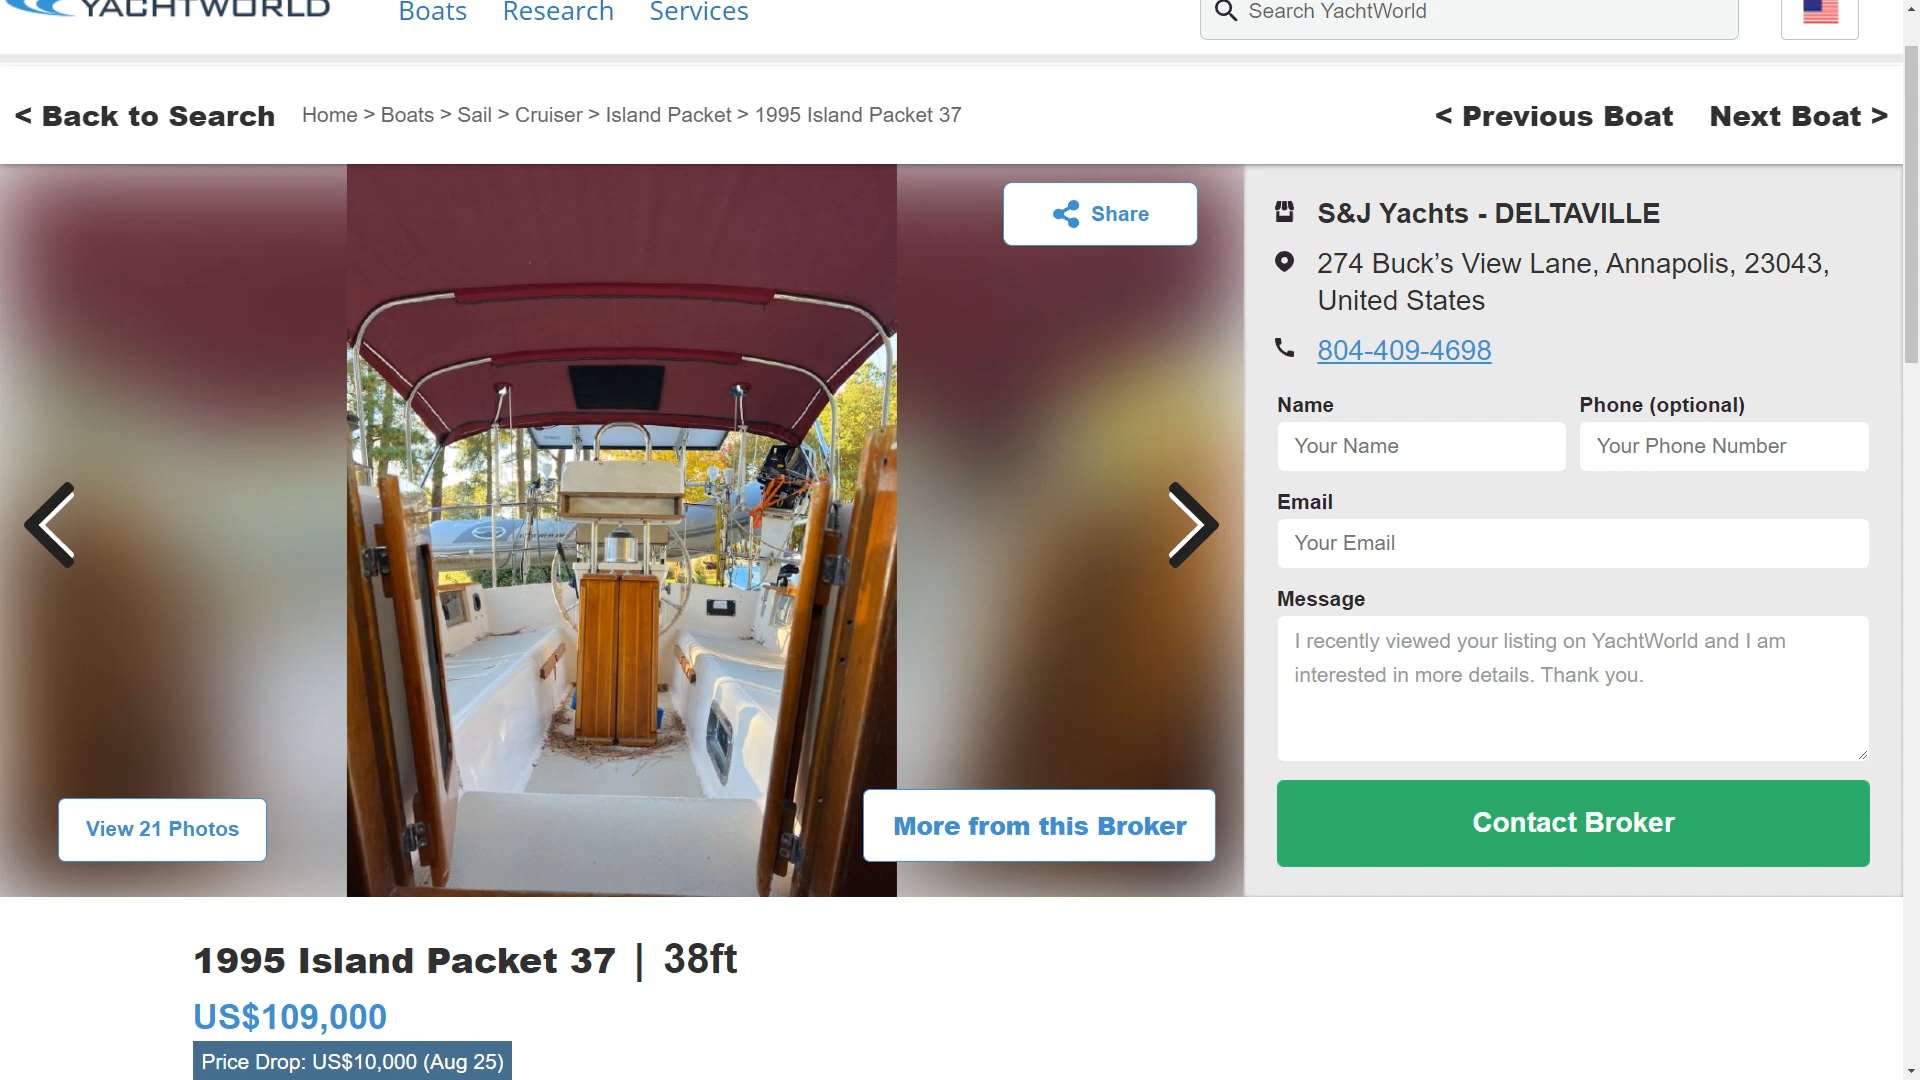 YACHTWORLD
Boats Research Services
Search YachtWorld
< Back to Search
Home > Boats > Sail > Cruiser > Island Packet > 1995 Island Packet 37
< Previous Boat
Next Boat >
Share
View 21 Photos
More from this Broker
S&J Yachts - DELTAVILLE
274 Buck’s View Lane, Annapolis, 23043,
United States
804-409-4698
Name
Phone (optional)
Your Name
Your Phone Number
Email
Your Email
Message
I recently viewed your listing on YachtWorld and I am
interested in more details. Thank you.
Contact Broker
1995 Island Packet 37 | 38ft
US$109,000
Price Drop: US$10,000 (Aug 25)